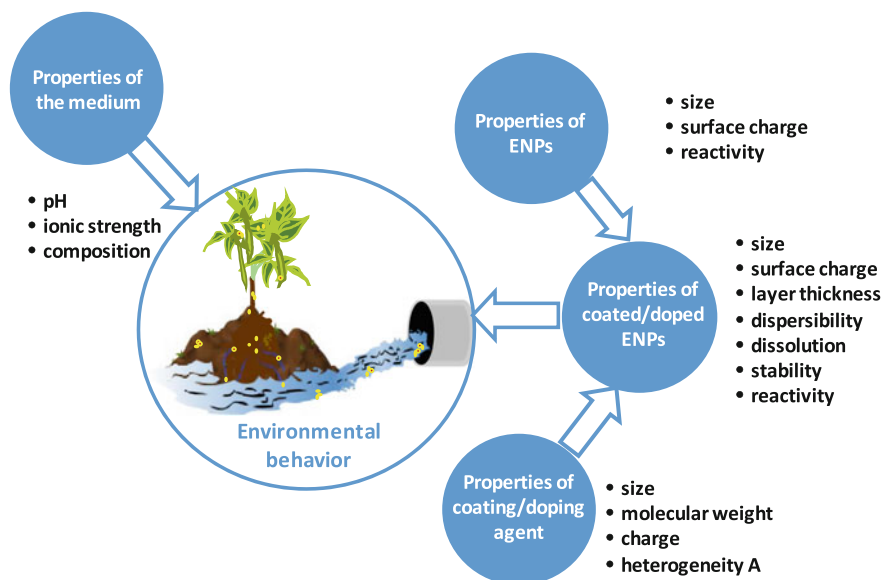 Properties of
the medium
• pH
• ionic strength
• composition
Environmental
behavior
Properties of
ENPs
• size
• surface charge
• reactivity
Properties of
coated/doped
ENPs
• size
• surface charge
• layer thickness
• dispersibility
• dissolution
• stability
• reactivity
Properties of
coating/doping
agent
• size
• molecular weight
• charge
• heterogeneity A